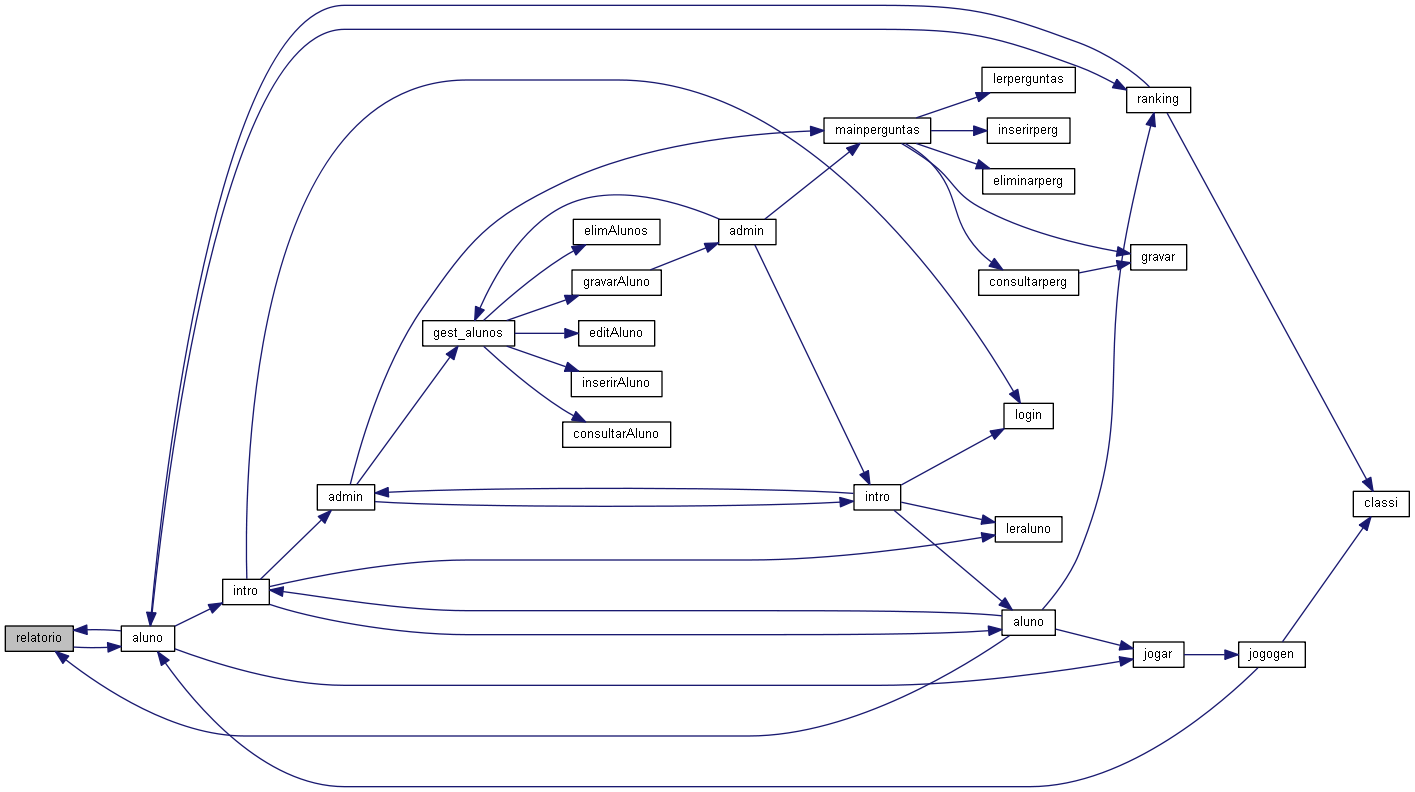 lerperguntas
ranking
mainperguntas
inserirperg
eliminarperg
elimAlunos
admin
gravar
gravarAluno
consultarperg
gest_alunos
editAluno
inserirAluno
login
consultarAluno
admin
intro
classi
leraluno
intro
aluno
relatorio
aluno
jogar
jogogen